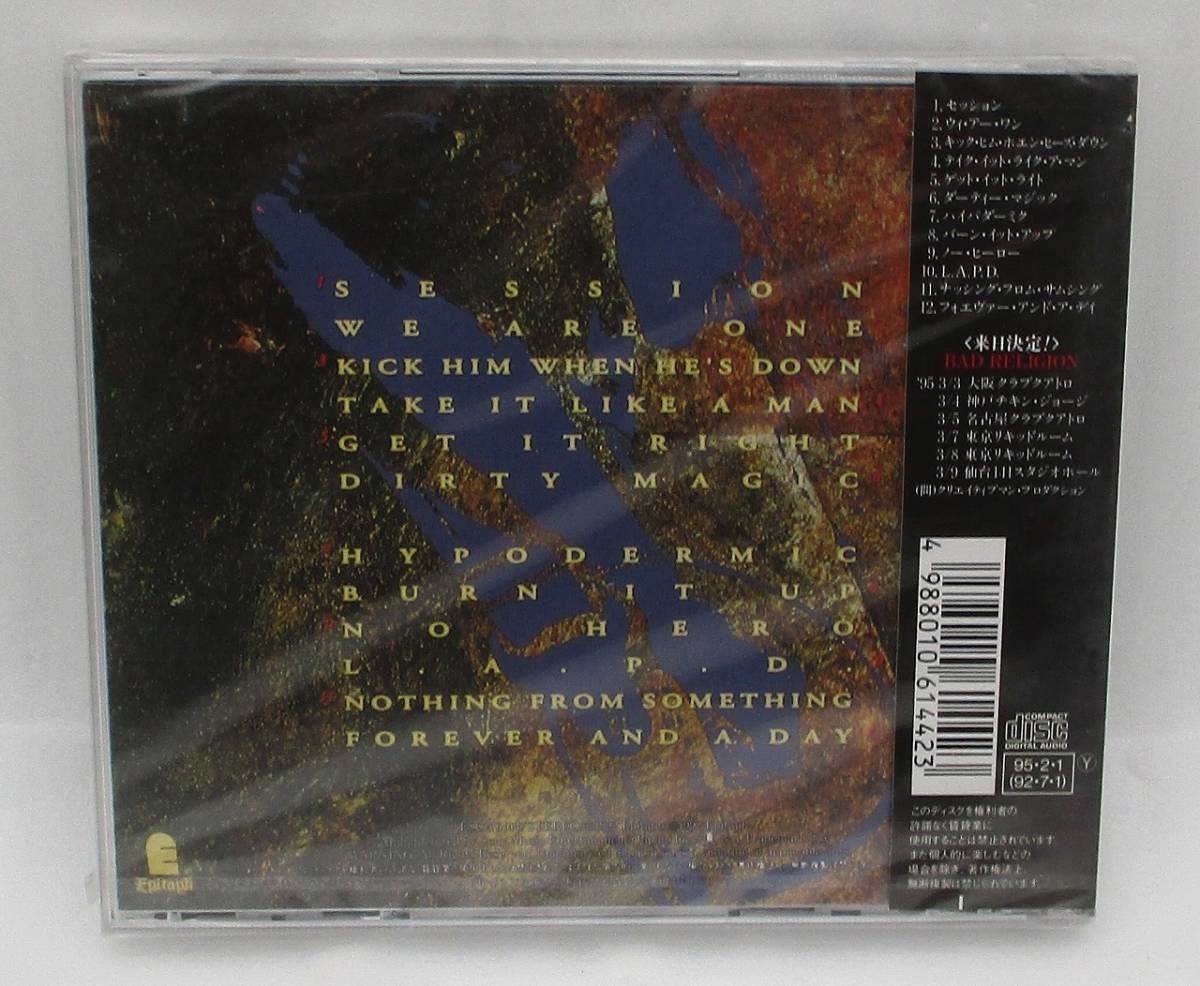 1 SESSION
WE ARE ONE
3 KICK HIM WHEN HE'S DOWN
TAKE IT LIKE A MAN
5 GET IT RIGHT
DIRTY MAGIC
7 HYPODERMIC
BURN IT UP
NO HERO
L.A.P.D.
NOTHING FROM SOMETHING
FOREVER AND A DAY
Epitaph
1. セッション
2. ウィ・アー・ワン
3. キック・ヒム・ホエン・ヒーズ・ダウン
4. テイク・イット・ライク・ア・マン
5. ゲット・イット・ライト
6. ダーティー・マジック
7. ハイパダーミク
8. バーン・イット・アップ
9. ノー・ヒーロー
10. L.A.P.D.
11. ナッシング・フロム・サムシング
12. フォエヴァー・アンド・ア・デイ
〈来日決定!〉
BAD RELIGION
'95 3/3 大阪クラブクアトロ
3/4 神戸チキン・ジョージ
3/5 名古屋クラブクアトロ
3/7 東京リキッドルーム
3/8 東京リキッドルーム
3/9 仙台141スタジオホール
(問)クリエイティブマン・プロダクション
4 988010 614423
COMPACT
disc
DIGITAL AUDIO
95・2・1
(92・7・1)
Y
このディスクを権利者の
許諾なく賃貸業に
使用することは禁止されています
また個人的に楽しむなどの
場合を除き、著作権法上、
無断複製は禁じられています。